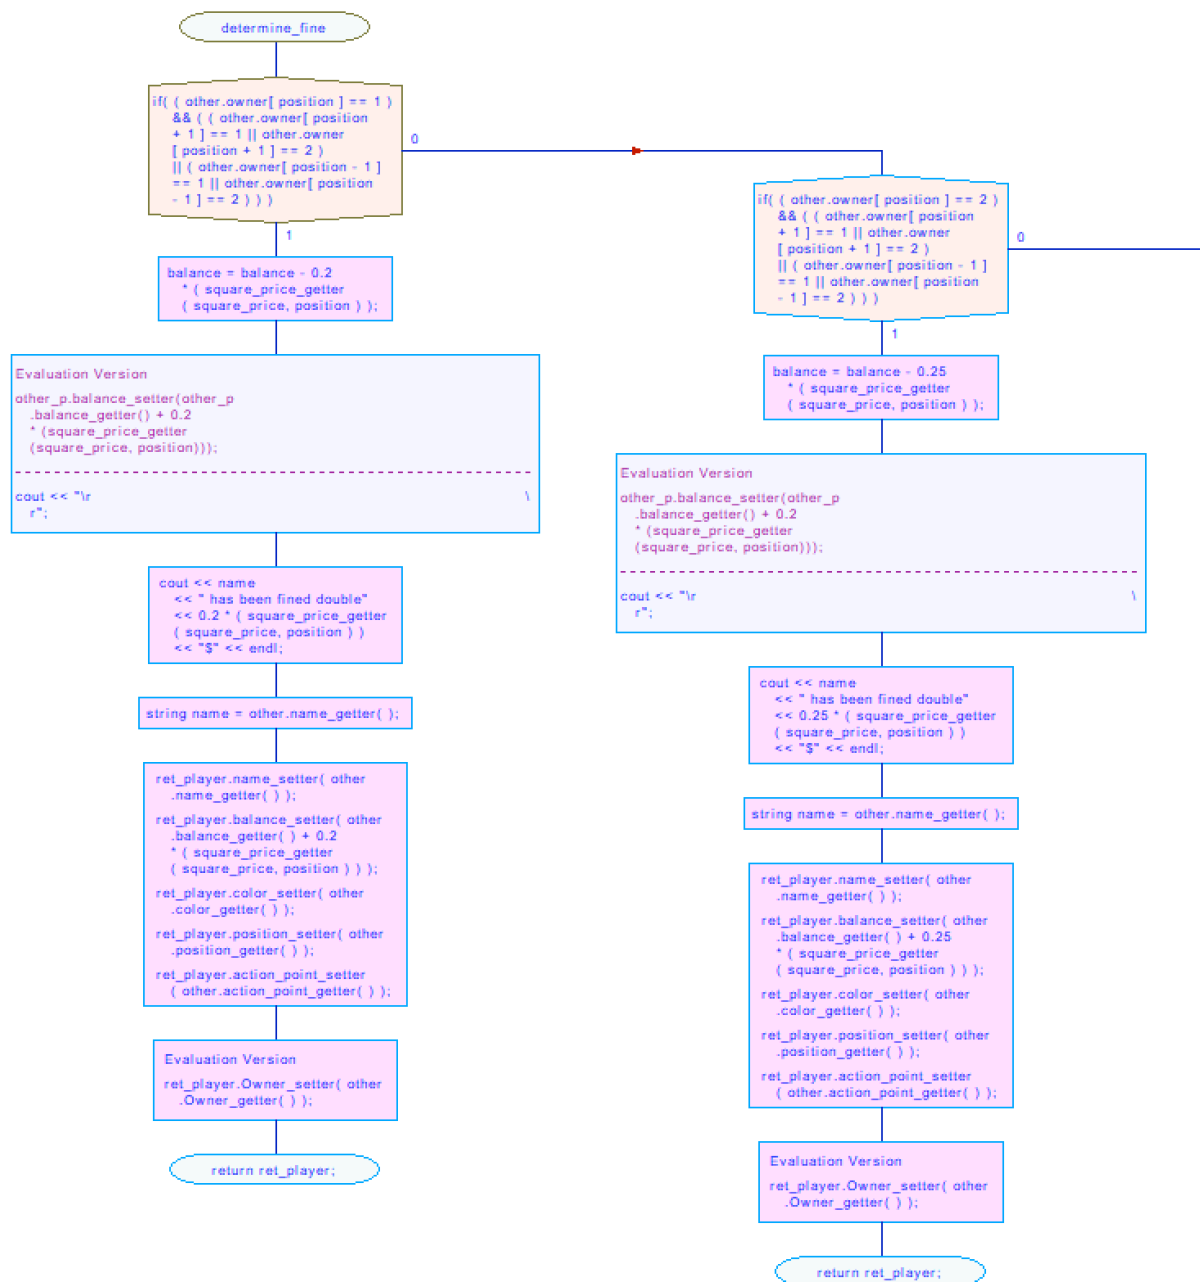 determine_fine
if( ( other.owner[ position ] == 1 )
&& ( ( other.owner[ position
+ 1 ] == 1 || other.owner
[ position + 1 ] == 2 )
|| ( other.owner[ position - 1 ]
== 1 || other.owner[ position
- 1 ] == 2 ) ) )
0
1
balance = balance - 0.2
* ( square_price_getter
( square_price, position ) );
Evaluation Version
other_p.balance_setter(other_p
.balance_getter() + 0.2
* (square_price_getter
(square_price, position)));
cout << "\r \
r";
cout << name
<< " has been fined double"
<< 0.2 * ( square_price_getter
( square_price, position ) )
<< "$" << endl;
string name = other.name_getter( );
ret_player.name_setter( other
.name_getter( ) );
ret_player.balance_setter( other
.balance_getter( ) + 0.2
* ( square_price_getter
( square_price, position ) ) );
ret_player.color_setter( other
.color_getter( ) );
ret_player.position_setter( other
.position_getter( ) );
ret_player.action_point_setter
( other.action_point_getter( ) );
Evaluation Version
ret_player.Owner_setter( other
.Owner_getter( ) );
return ret_player;
if( ( other.owner[ position ] == 2 )
&& ( ( other.owner[ position
+ 1 ] == 1 || other.owner
[ position + 1 ] == 2 )
|| ( other.owner[ position - 1 ]
== 1 || other.owner[ position
- 1 ] == 2 ) ) )
0
1
balance = balance - 0.25
* ( square_price_getter
( square_price, position ) );
Evaluation Version
other_p.balance_setter(other_p
.balance_getter() + 0.2
* (square_price_getter
(square_price, position)));
cout << "\r \
r";
cout << name
<< " has been fined double"
<< 0.25 * ( square_price_getter
( square_price, position ) )
<< "$" << endl;
string name = other.name_getter( );
ret_player.name_setter( other
.name_getter( ) );
ret_player.balance_setter( other
.balance_getter( ) + 0.25
* ( square_price_getter
( square_price, position ) ) );
ret_player.color_setter( other
.color_getter( ) );
ret_player.position_setter( other
.position_getter( ) );
ret_player.action_point_setter
( other.action_point_getter( ) );
Evaluation Version
ret_player.Owner_setter( other
.Owner_getter( ) );
return ret_player;